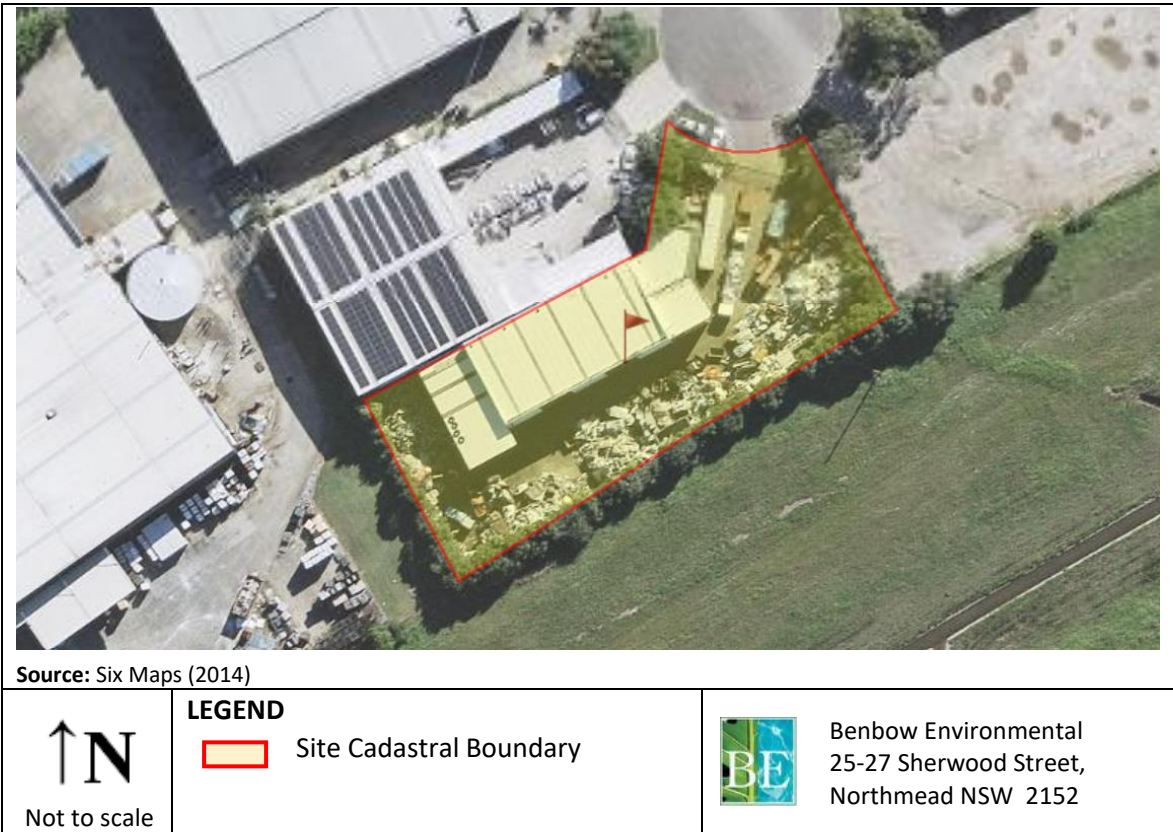 Source: Six Maps (2014)
↑N
Not to scale
LEGEND
Site Cadastral Boundary
BE
Benbow Environmental
25-27 Sherwood Street,
Northmead NSW 2152